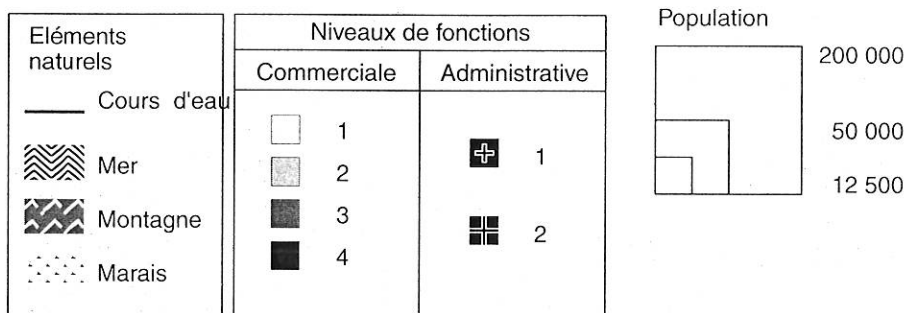 Eléments
naturels
Cours d'eau
Mer
Montagne
Marais
Niveaux de fonctions
Commerciale
Administrative
1
2
3
4
1
2
Population
200 000
50 000
12 500